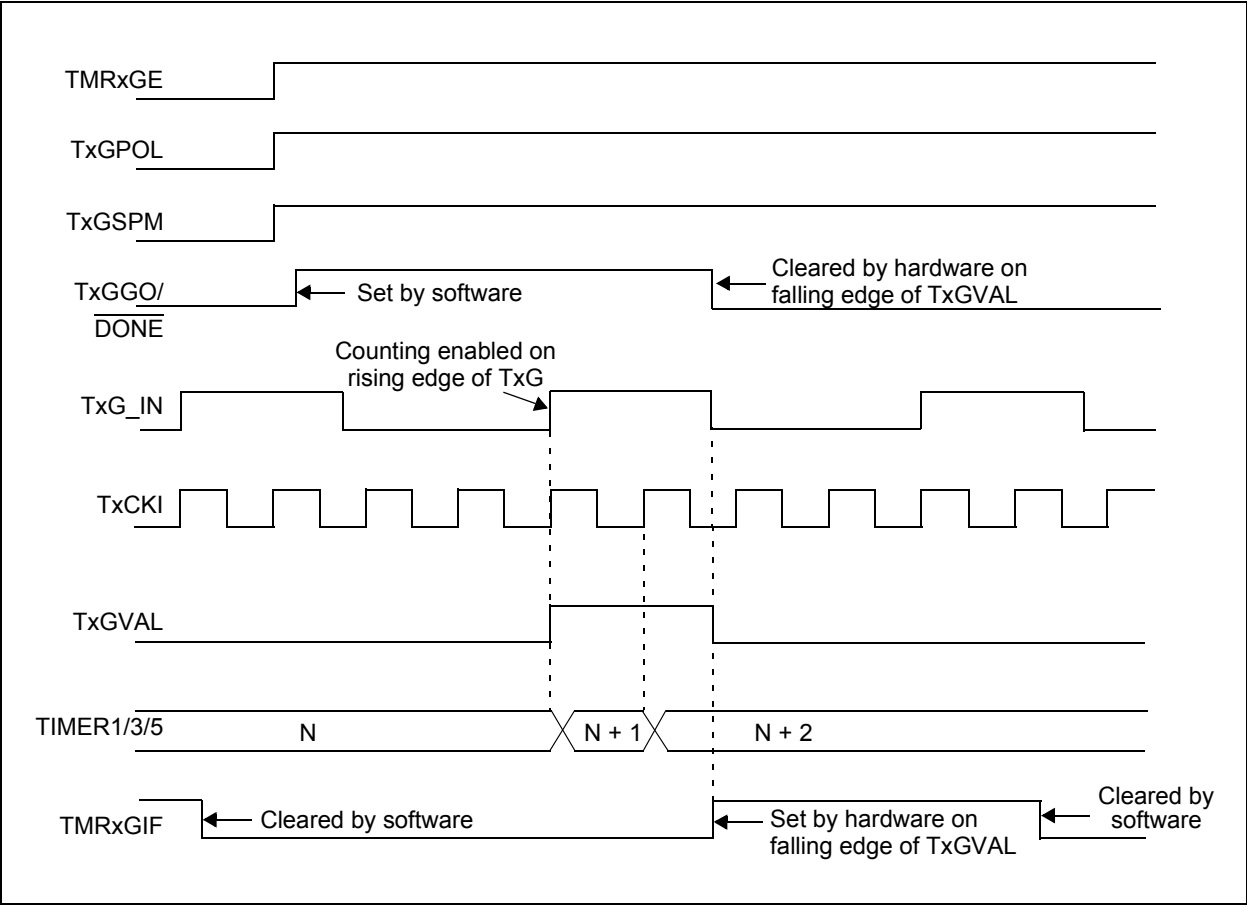 TMRxGE
TxGPOL
TxGSPM
TxGGO/
DONE
Set by software
Cleared by hardware on
falling edge of TxGVAL
Counting enabled on
rising edge of TxG
TxG_IN
TxCKI
TxGVAL
TIMER1/3/5
N
N + 1
N + 2
TMRxGIF
Cleared by software
Set by hardware on
falling edge of TxGVAL
Cleared by
software